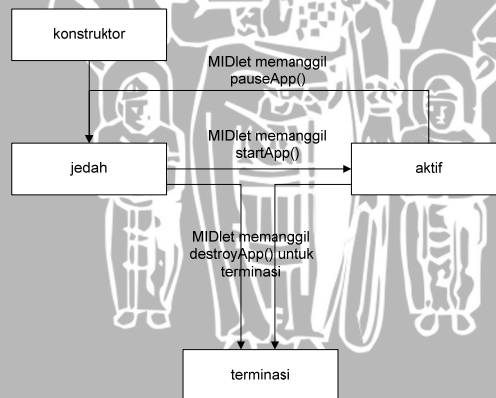 konstruktor
MIDlet memanggil
pauseApp()
MIDlet memanggil
startApp()
jedah
aktif
MIDlet memanggil
destroyApp() untuk
terminasi
terminasi